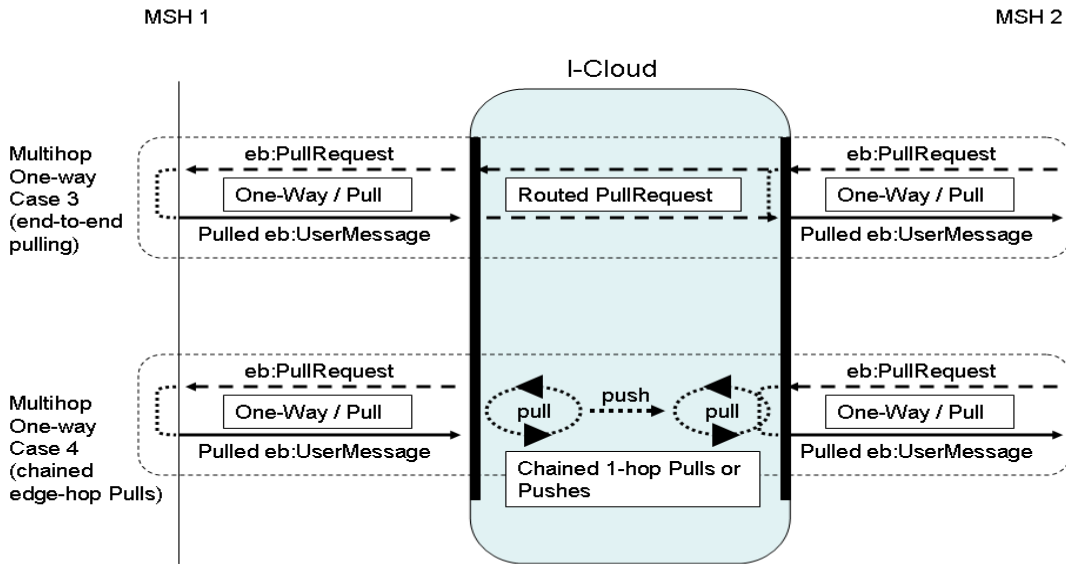 MSH 1
MSH 2
I-Cloud
Multihop
One-way
Case 3
(end-to-end
pulling)
eb:PullRequest
One-Way / Pull
Pulled eb:UserMessage
Routed PullRequest
eb:PullRequest
One-Way / Pull
Pulled eb:UserMessage
Multihop
One-way
Case 4
(chained
edge-hop Pulls)
eb:PullRequest
One-Way / Pull
Pulled eb:UserMessage
pull
push
pull
Chained 1-hop Pulls or
Pushes
eb:PullRequest
One-Way / Pull
Pulled eb:UserMessage